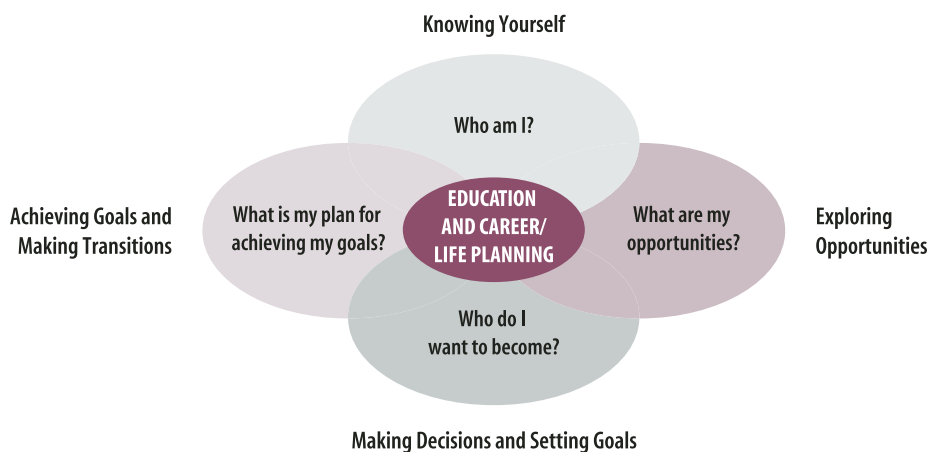 Knowing Yourself
Who am I?
Achieving Goals and
Making Transitions
What is my plan for
achieving my goals?
EDUCATION
AND CAREER/
LIFE PLANNING
What are my
opportunities?
Exploring
Opportunities
Who do I
want to become?
Making Decisions and Setting Goals